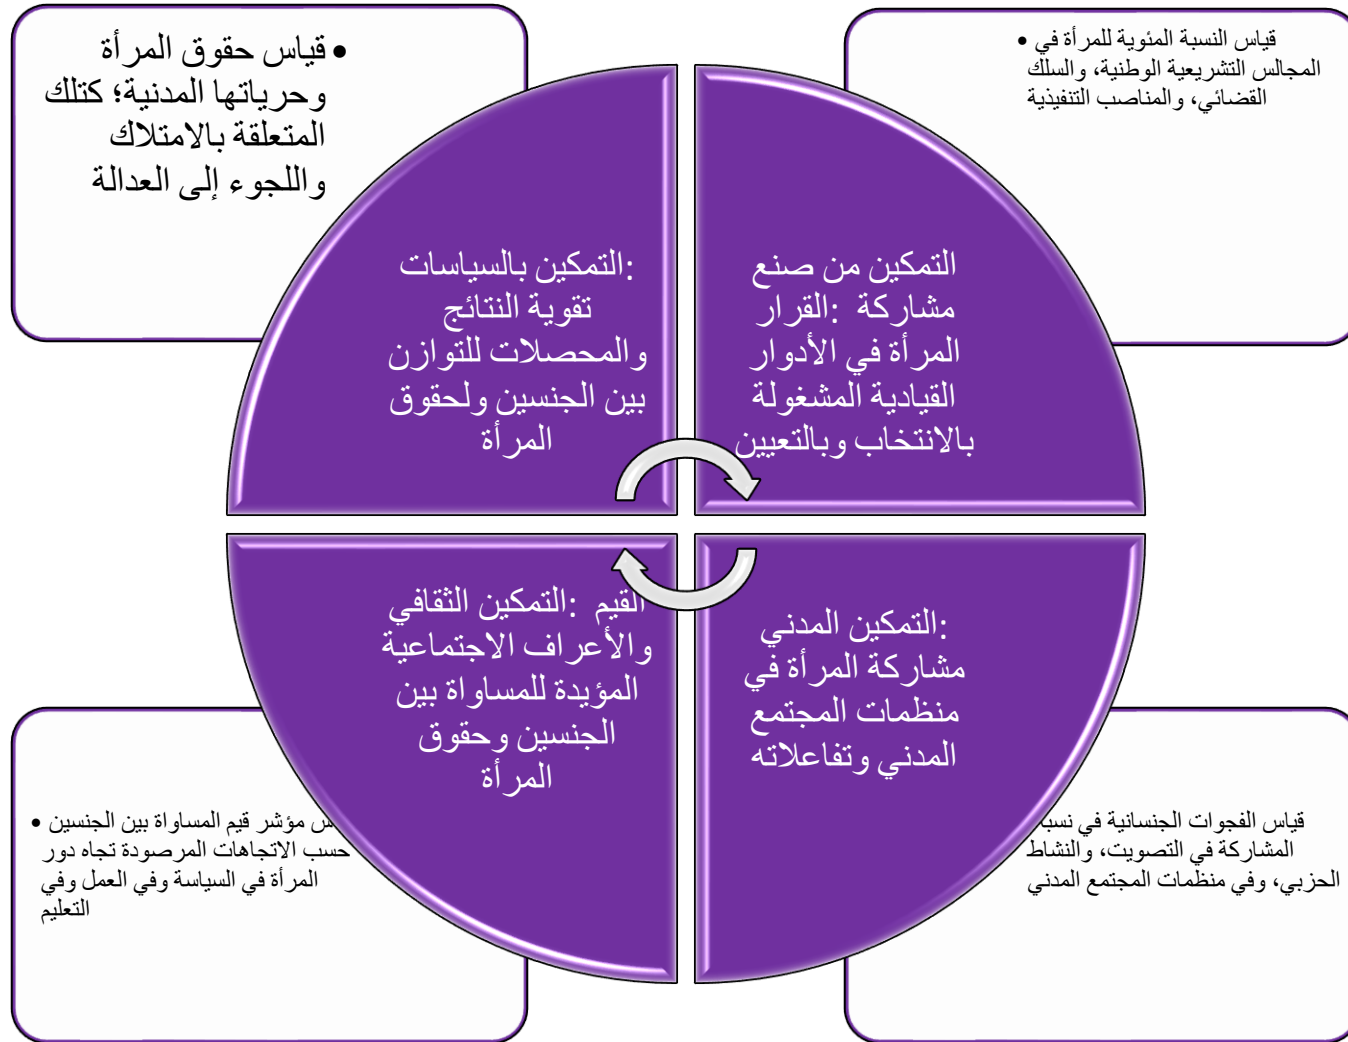 قياس النسبة المئوية للمرأة في •
المجالس التشريعية الوطنية، والسلك
القضائي، والمناصب التنفيذية
• قياس حقوق المرأة
وحرياتها المدنية؛ كتلك
المتعلقة بالامتلاك
واللجوء إلى العدالة
التمكين من صنع
مشاركة :القرار
المرأة في الأدوار
القيادية المشغولة
بالانتخاب وبالتعيين
:التمكين بالسياسات
تقوية النتائج
والمحصلات للتوازن
بين الجنسين ولحقوق
المرأة
:التمكين المدني
مشاركة المرأة في
منظمات المجتمع
المدني وتفاعلاته
القيم :التمكين الثقافي
والأعراف الاجتماعية
المؤيدة للمساواة بين
الجنسين وحقوق
المرأة
قياس الفجوات الجنسانية في نسب
المشاركة في التصويت، والنشاط
الحزبي، وفي منظمات المجتمع المدني
مؤشر قيم المساواة بين الجنسين •
حسب الاتجاهات المرصودة تجاه دور
المرأة في السياسة وفي العمل وفي
التعليم